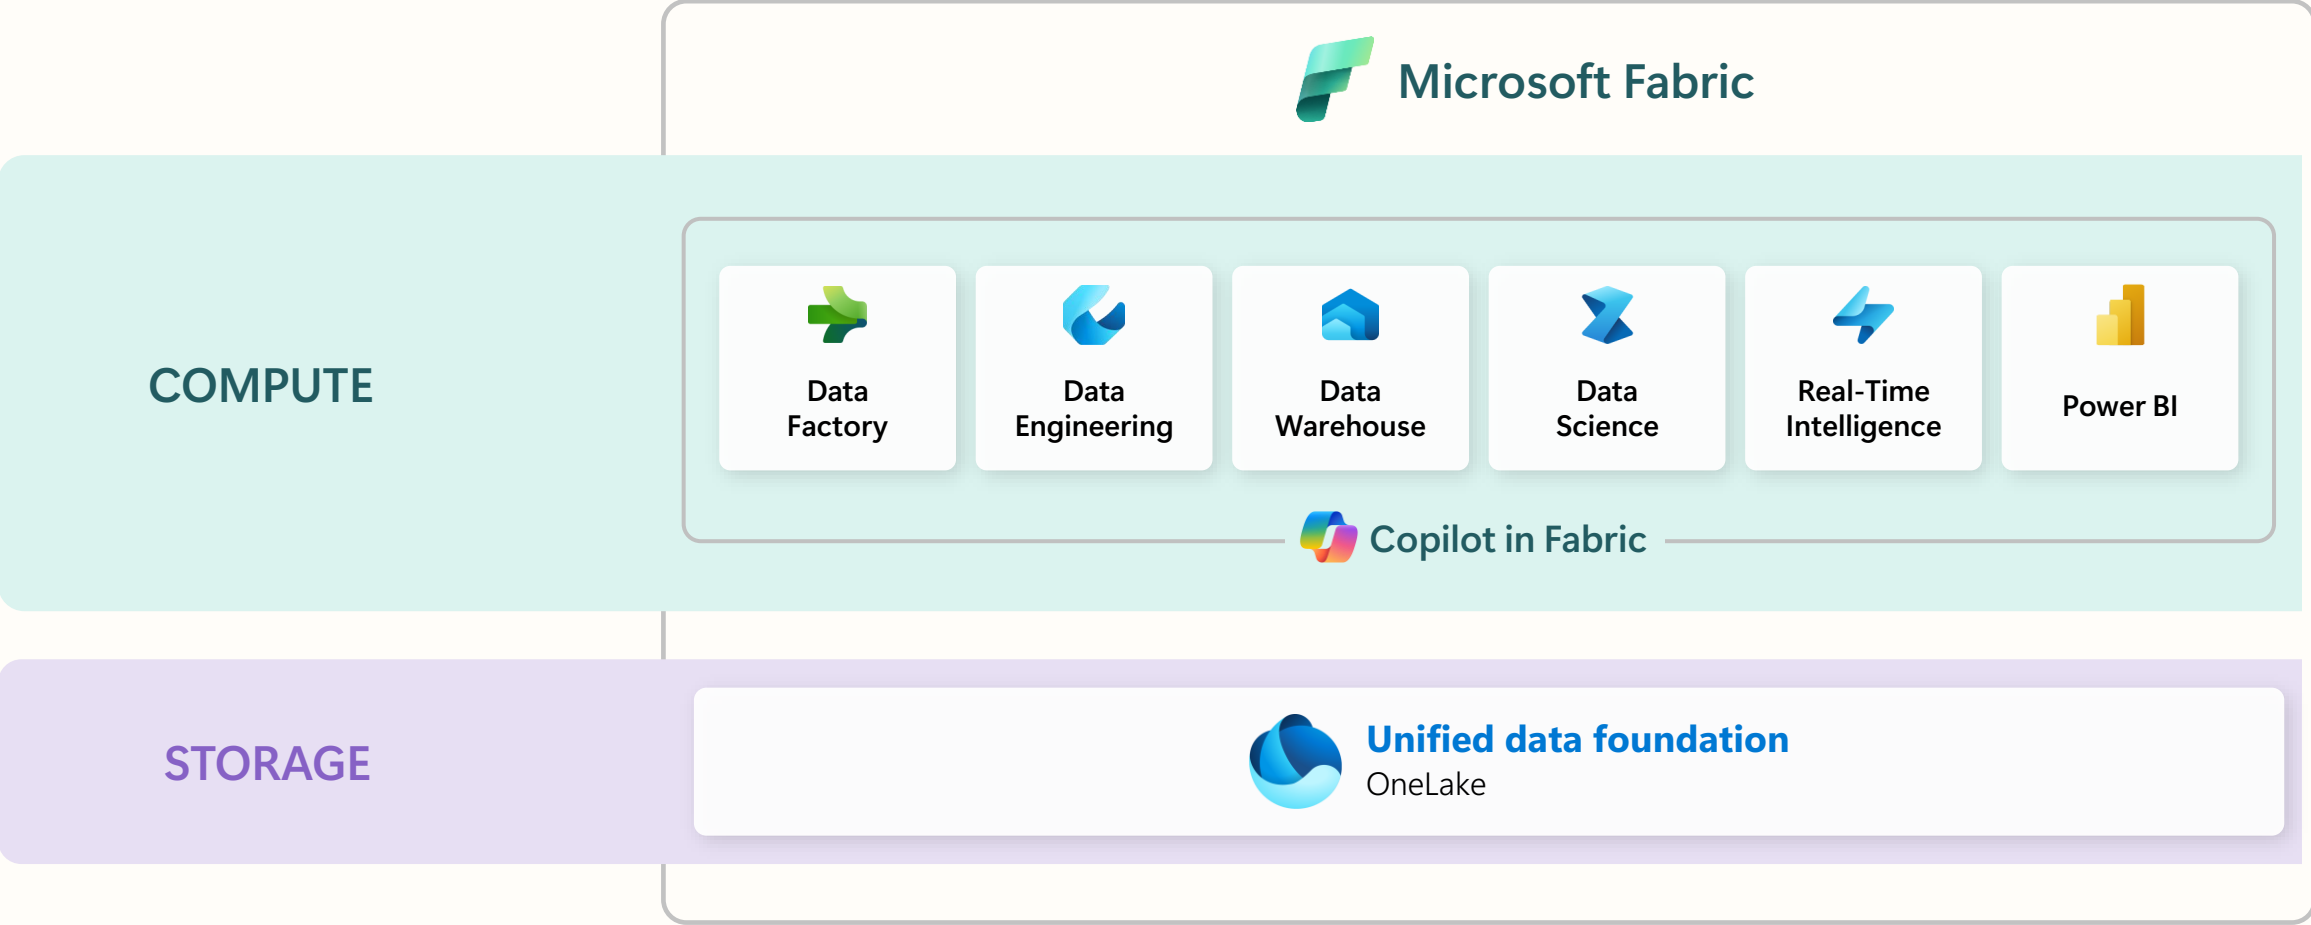 Microsoft Fabric
COMPUTE
Data
Factory
Data
Engineering
Data
Warehouse
Data
Science
Real-Time
Intelligence
Power BI
Copilot in Fabric
STORAGE
Unified data foundation
OneLake